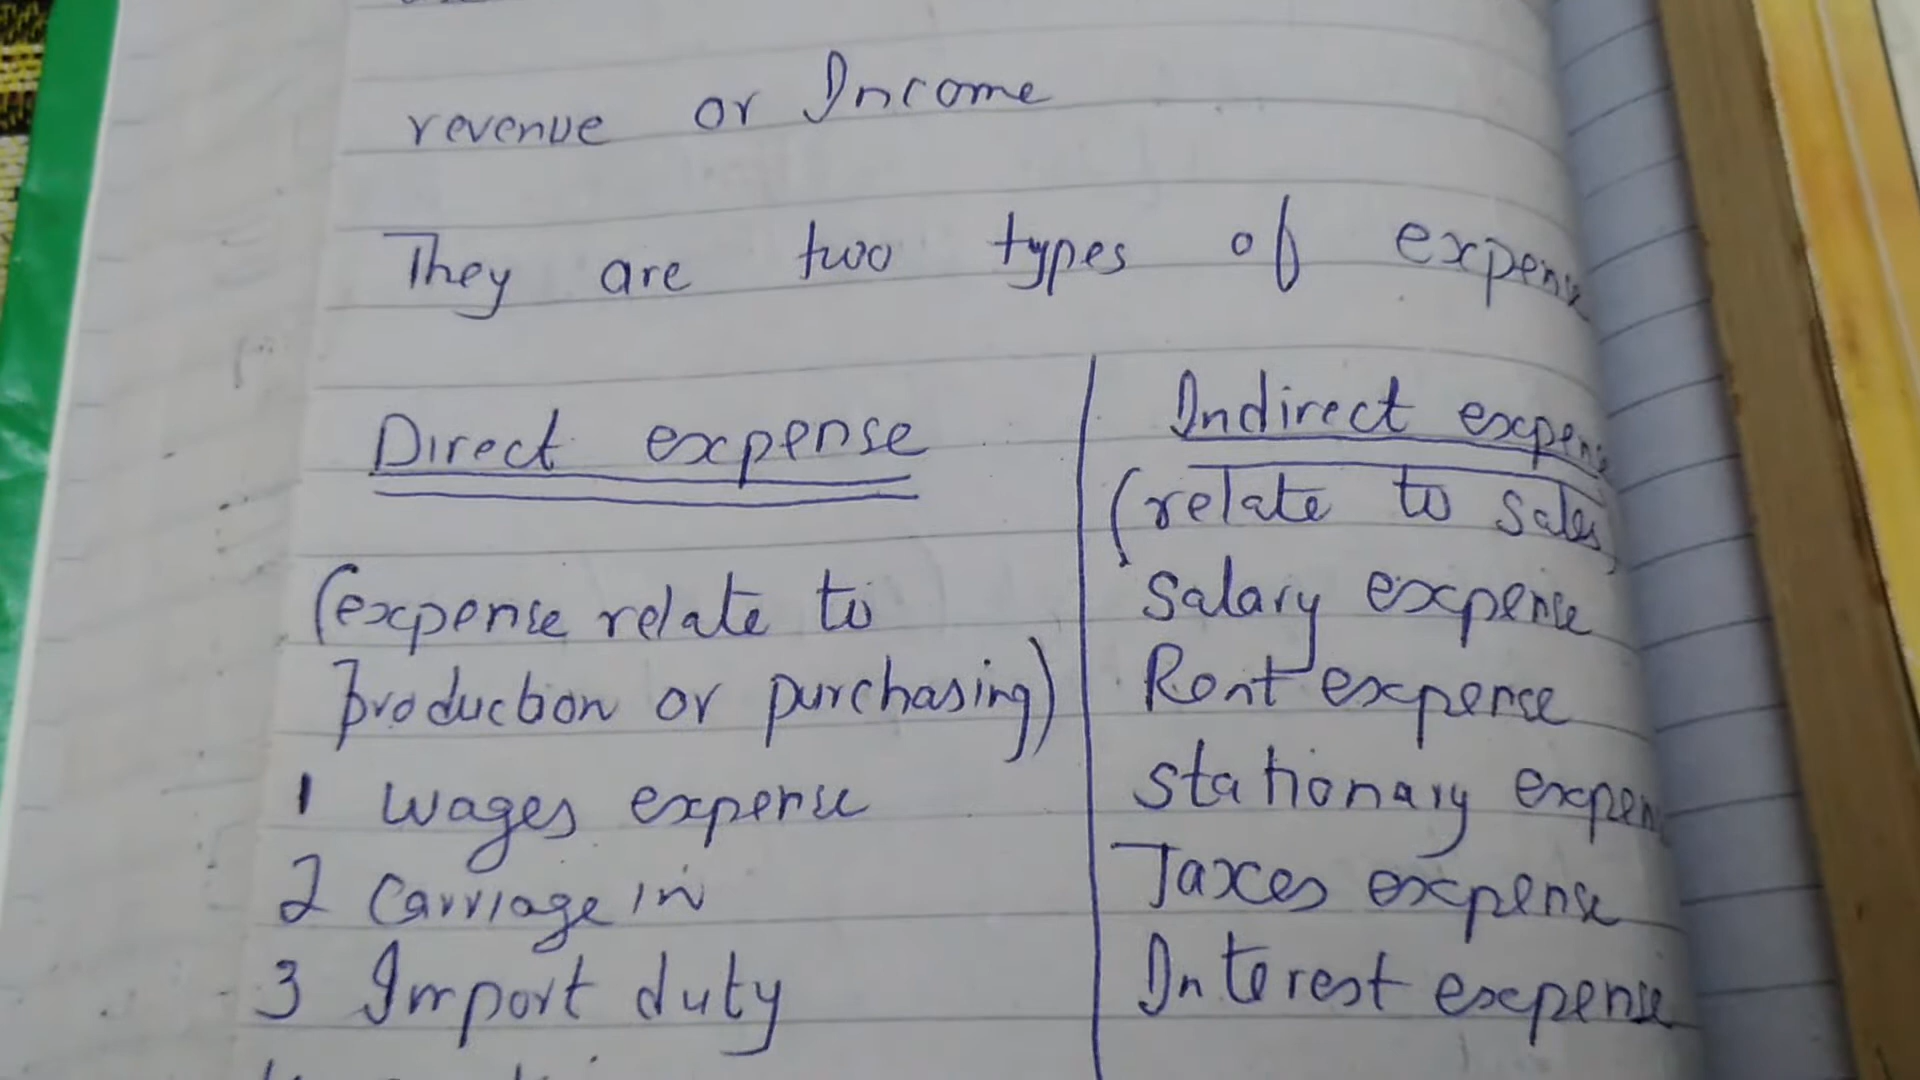 revenue or Income
They are two types of expense
Direct expense
(expense relate to
production or purchasing)
1 wages expense
2 Carriage in
3 Import duty
Indirect expense
(relate to sales)
Salary expense
Rent expense
Stationary expen
Taxes expense
Interest expense